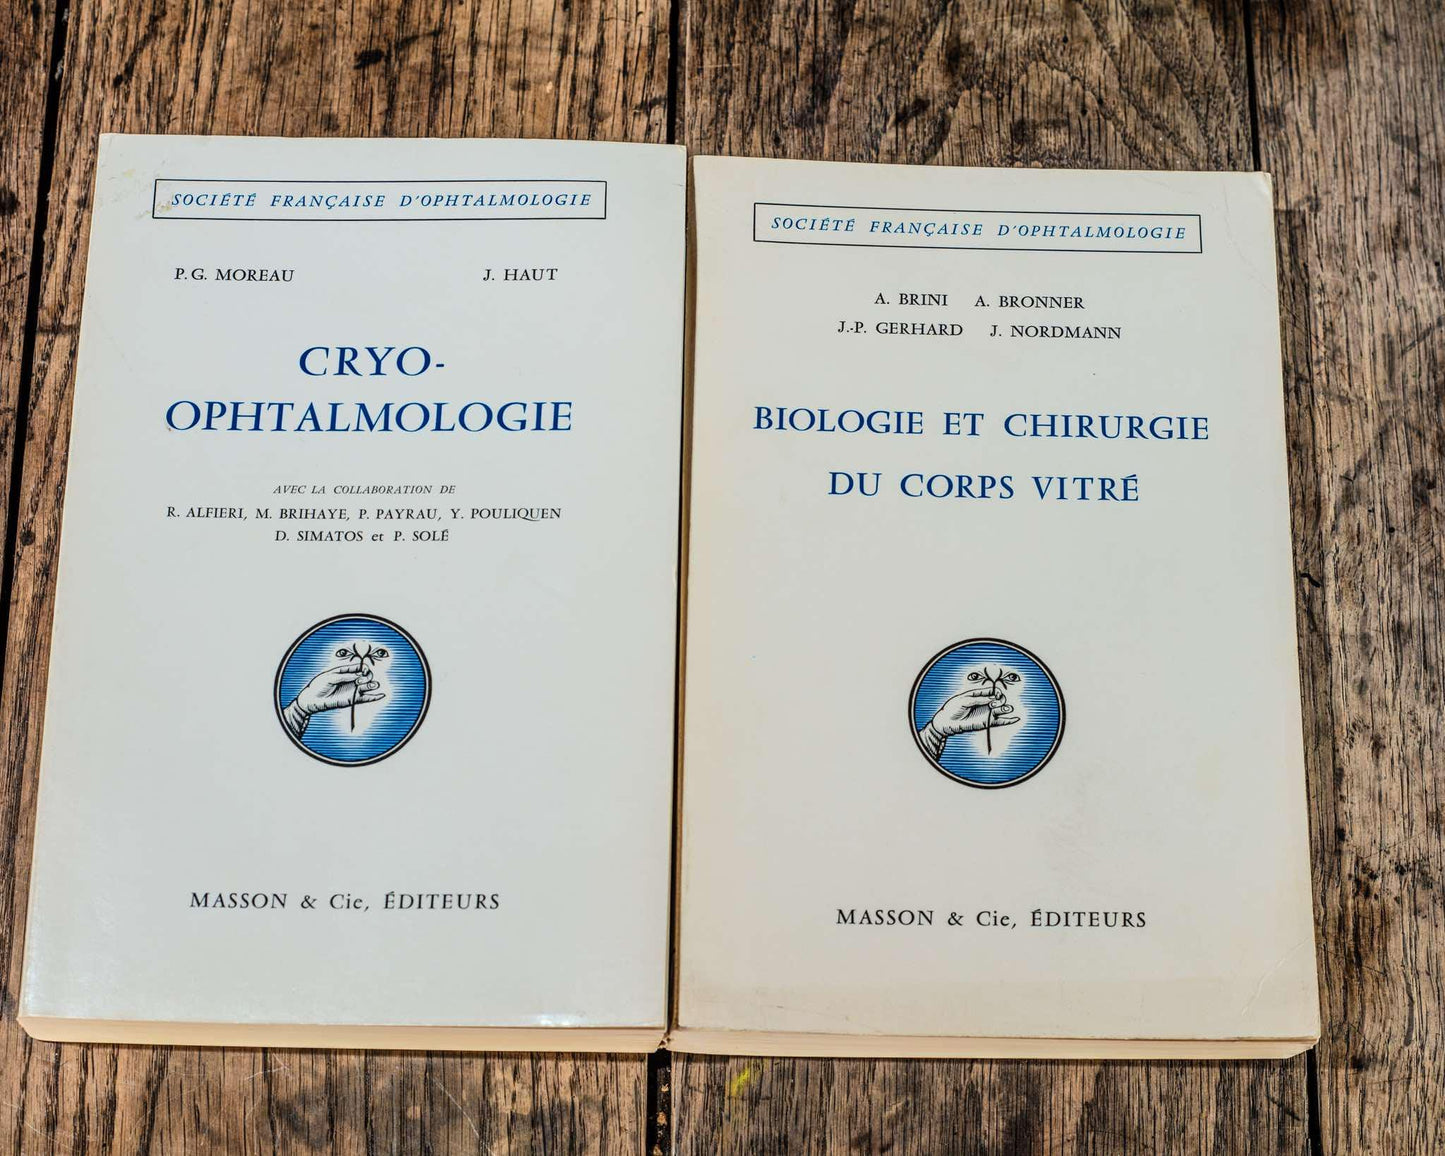 SOCIÉTÉ FRANÇAISE D'OPHTALMOLOGIE
P. G. MOREAU J. HAUT
CRYO-
OPHTALMOLOGIE
AVEC LA COLLABORATION DE
R. ALFIERI, M. BRIHAYE, P. PAYRAU, Y. POULIQUEN
D. SIMATOS et P. SOLÉ
MASSON & Cie, ÉDITEURS
SOCIÉTÉ FRANÇAISE D'OPHTALMOLOGIE
A. BRINI A. BRONNER
J.-P. GERHARD J. NORDMANN
BIOLOGIE ET CHIRURGIE
DU CORPS VITRÉ
MASSON & Cie, ÉDITEURS